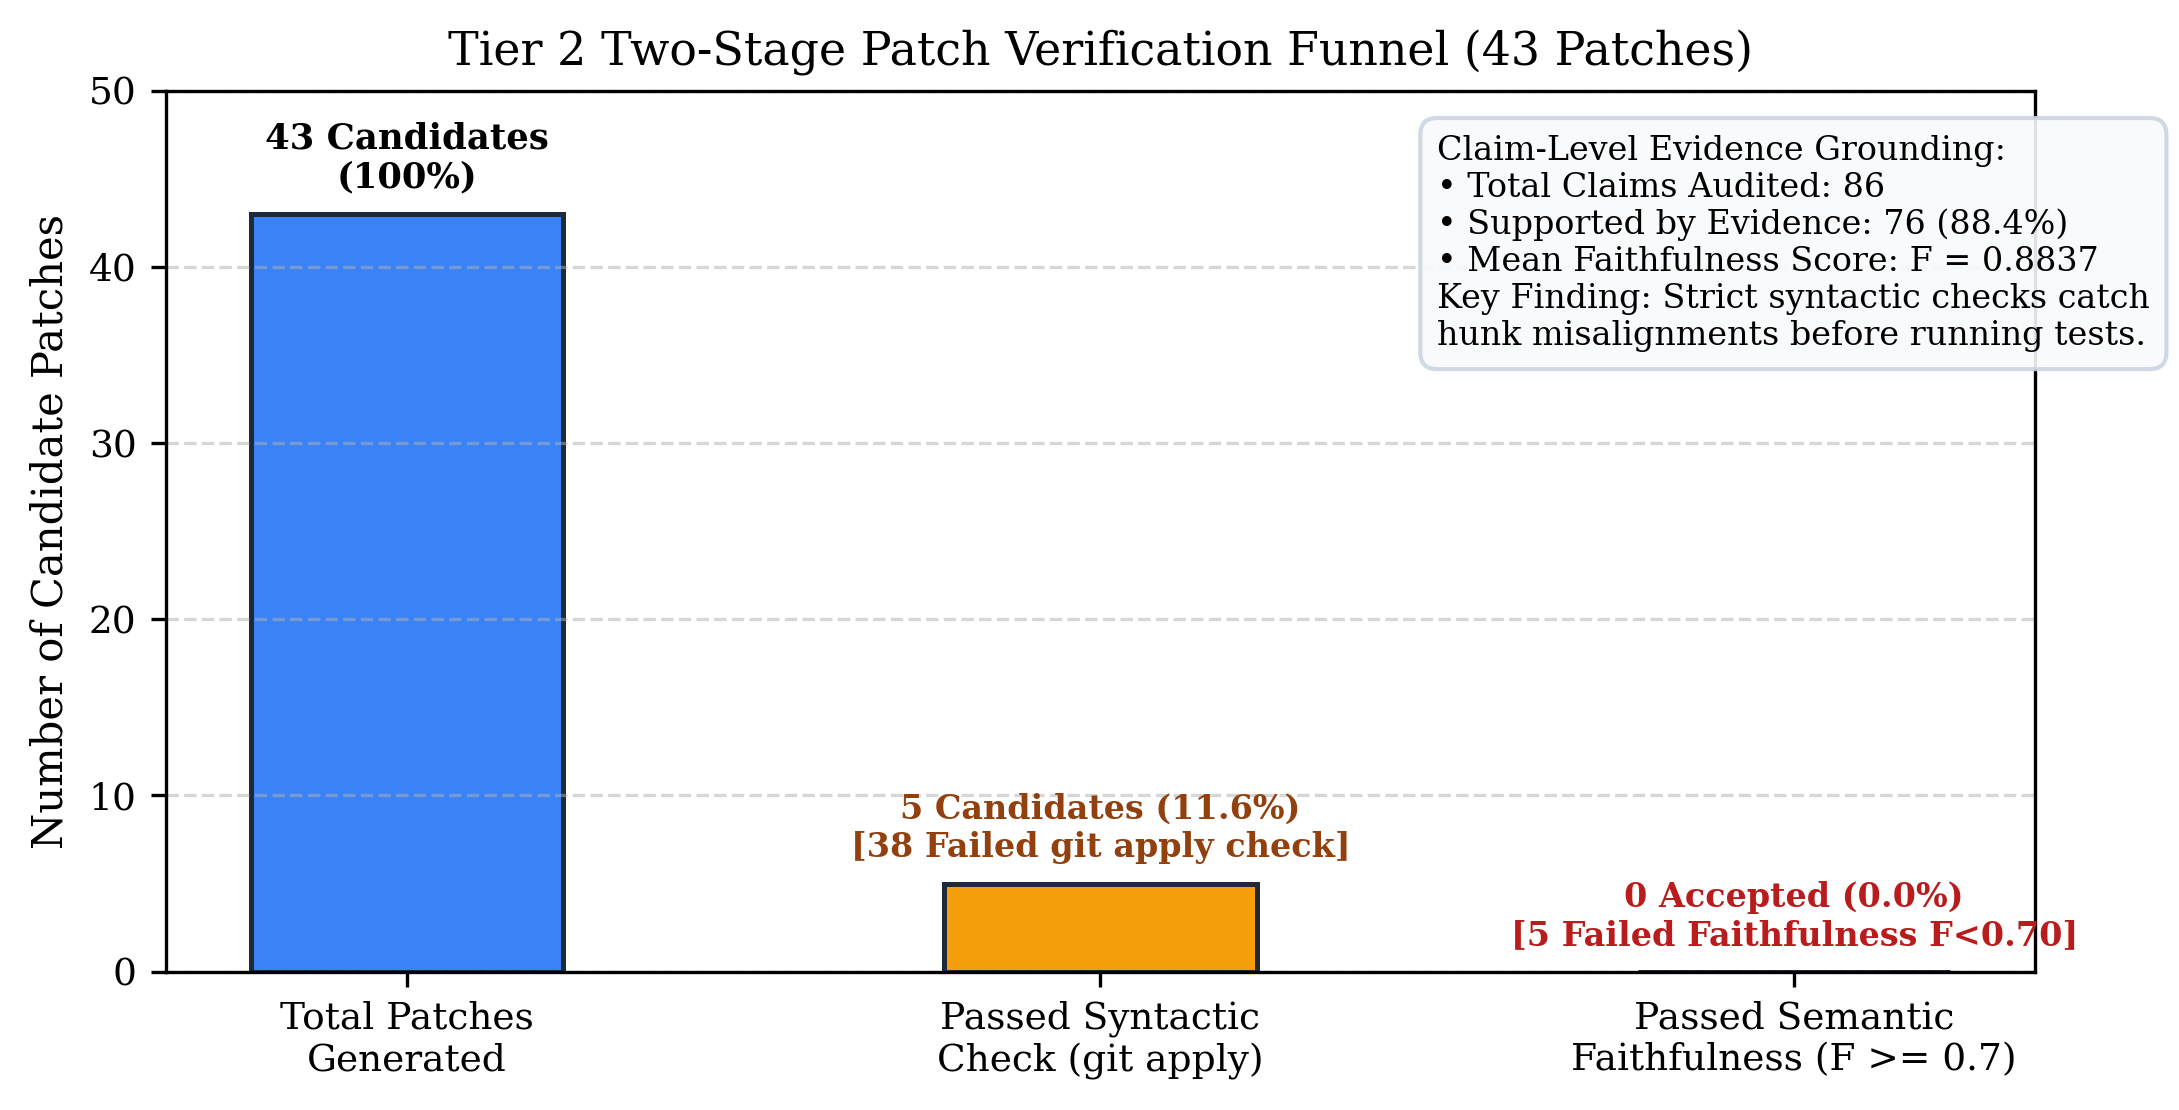 Tier 2 Two-Stage Patch Verification Funnel (43 Patches)
Number of Candidate Patches
50
40
30
20
10
0
43 Candidates
(100%)
Claim-Level Evidence Grounding:
• Total Claims Audited: 86
• Supported by Evidence: 76 (88.4%)
• Mean Faithfulness Score: F = 0.8837
Key Finding: Strict syntactic checks catch
hunk misalignments before running tests.
5 Candidates (11.6%)
[38 Failed git apply check]
0 Accepted (0.0%)
[5 Failed Faithfulness F<0.70]
Total Patches
Generated
Passed Syntactic
Check (git apply)
Passed Semantic
Faithfulness (F >= 0.7)